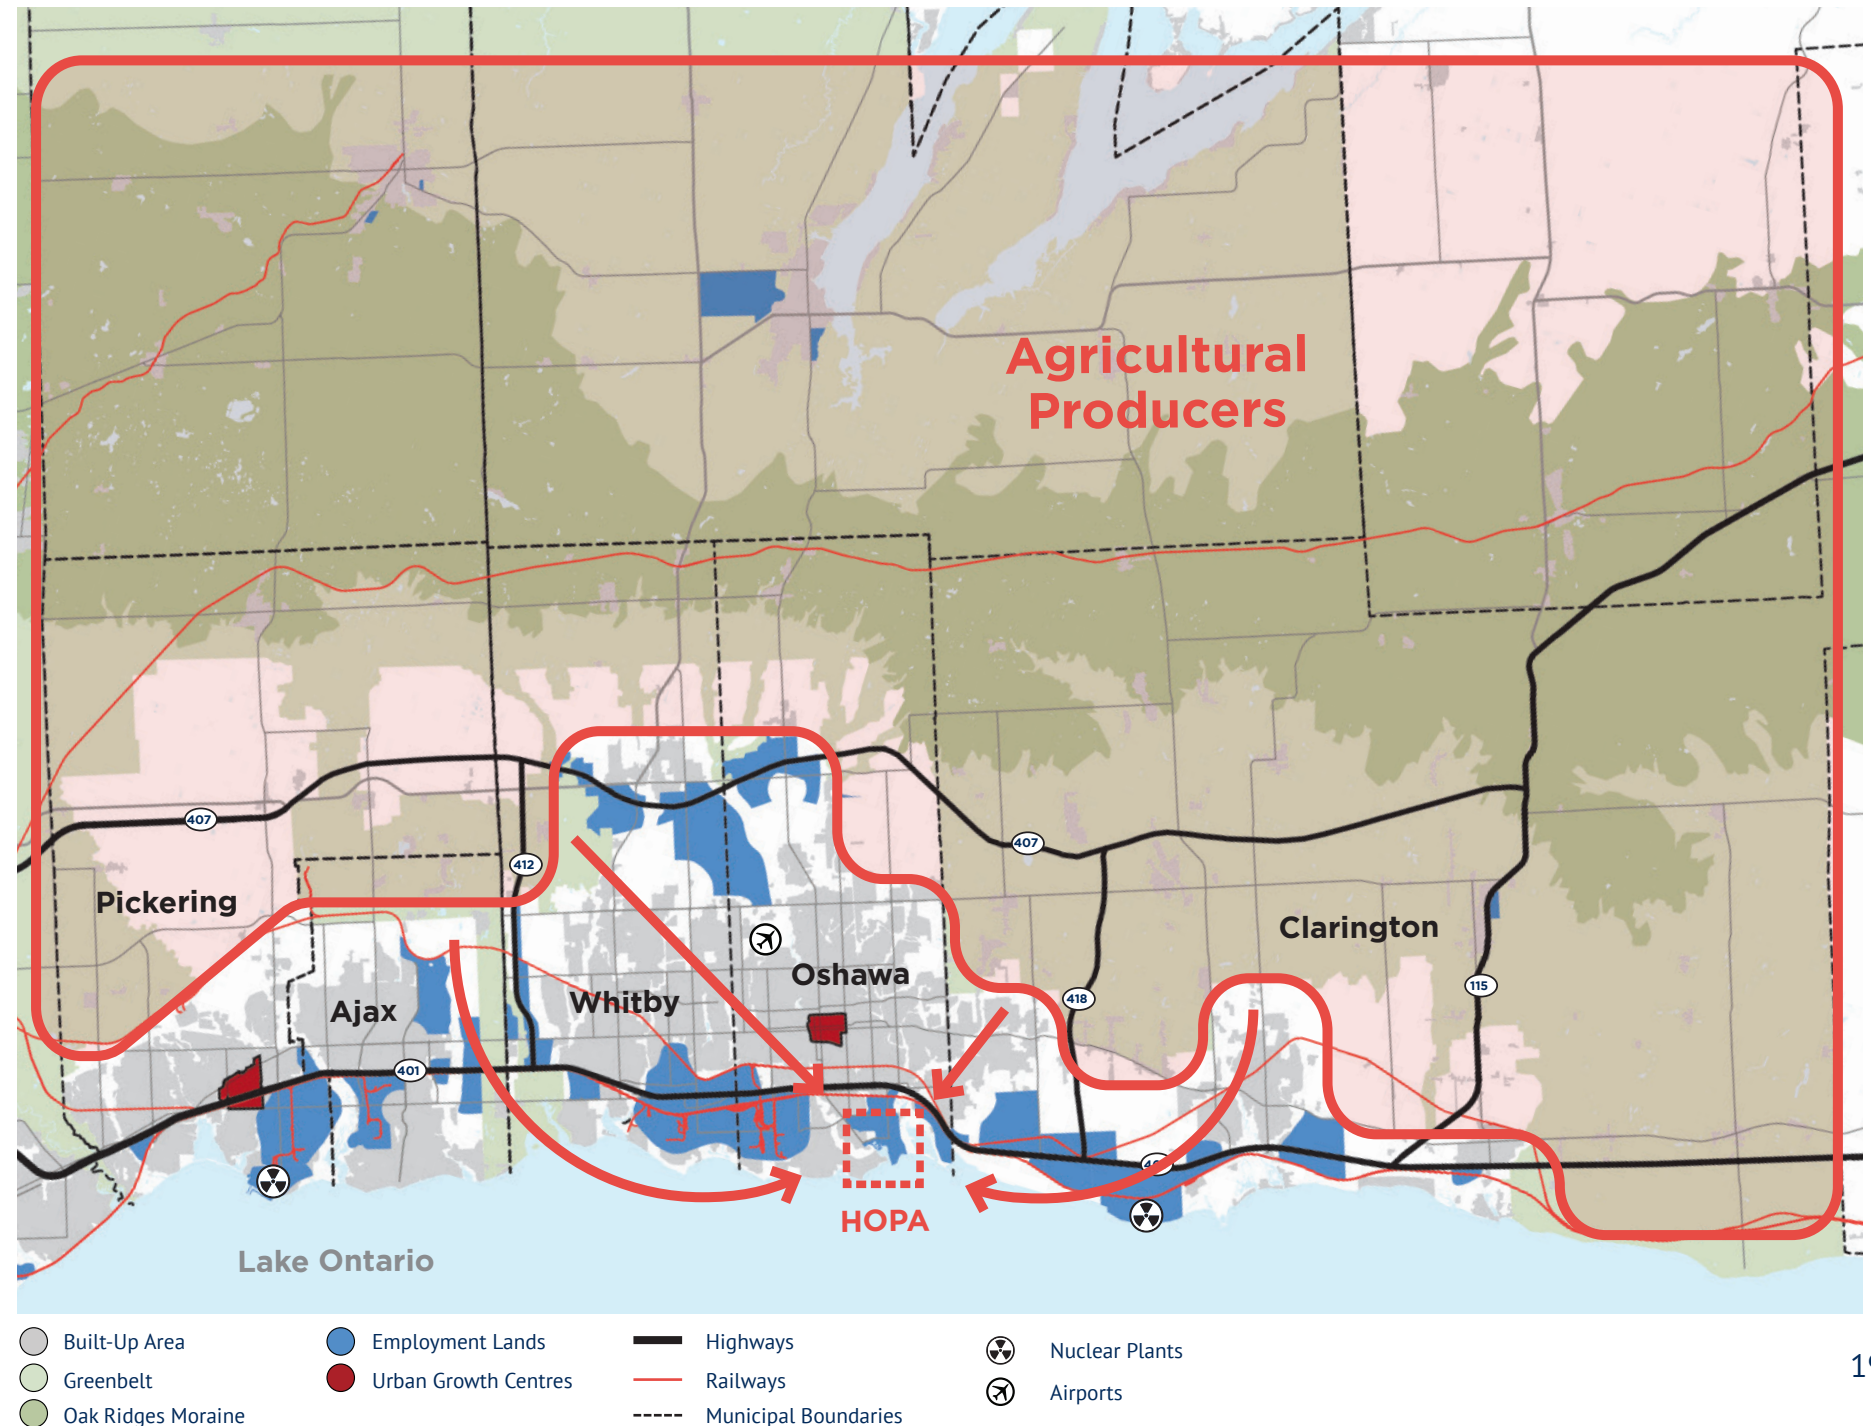 Agricultural
Producers
407
412
407
Pickering
Clarington
Oshawa
418
115
Whitby
Ajax
401
HOPA
Lake Ontario
Built-Up Area
Employment Lands
Highways
Nuclear Plants
Greenbelt
Urban Growth Centres
Railways
Airports
Oak Ridges Moraine
Municipal Boundaries